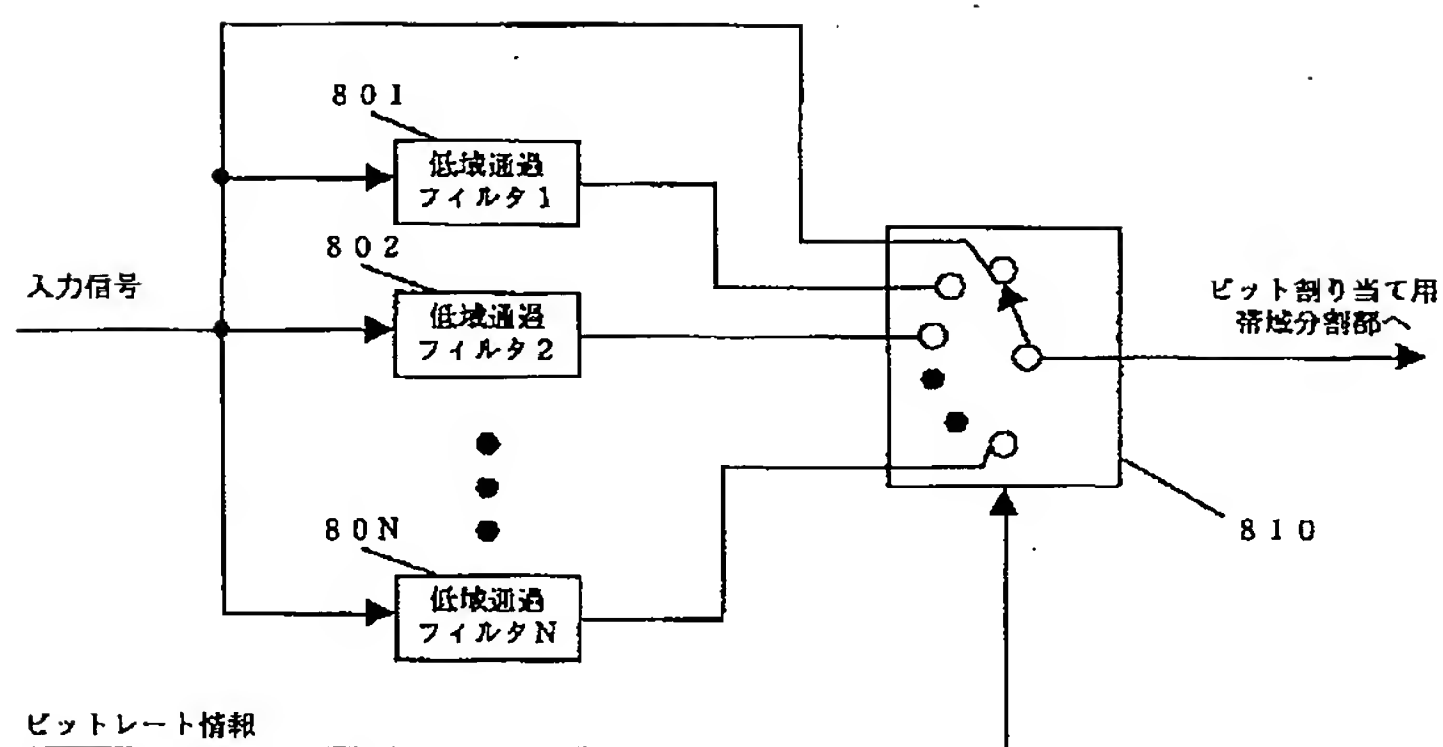 801
低域通過
フィルタ1
802
入力信号
低域通過
フィルタ2
ビット割り当て用
帯域分割部へ
810
80N
低域通過
フィルタN
ビットレート情報